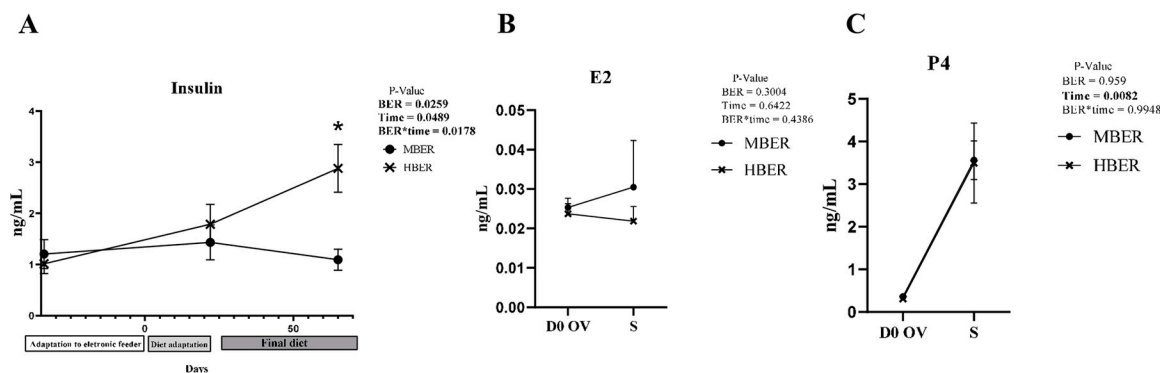 A
Insulin
P-Value
BER = 0.0259
Time = 0.0489
BER*time = 0.0178
MBER
HBER
*
ng/mL
4
3
2
1
0
0
50
Adaptation to eletronic feeder
Diet adaptation
Final diet
Days
B
E2
P-Value
BER = 0.3004
Time = 0.6422
BER*time = 0.4386
MBER
HBER
ng/mL
0.05
0.04
0.03
0.02
0.01
0.00
D0 OV
S
C
P4
P-Value
BER = 0.959
Time = 0.0082
BER*time = 0.9948
MBER
HBER
ng/mL
5
4
3
2
1
0
D0 OV
S